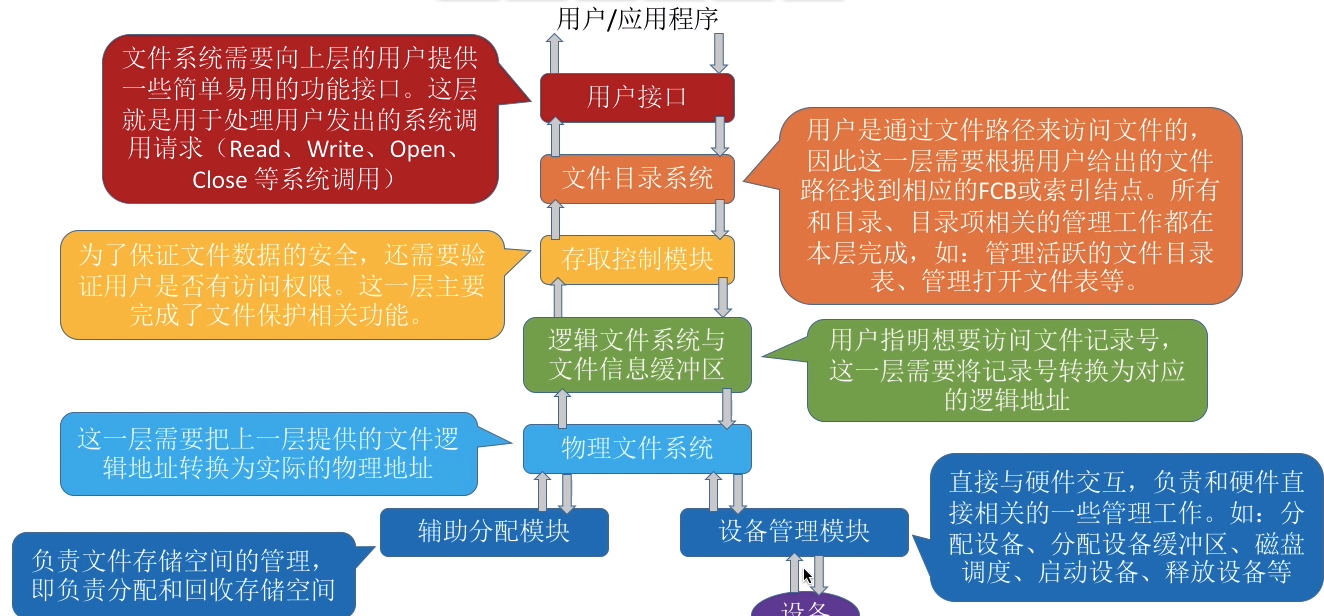 用户/应用程序
文件系统需要向上层的用户提供
一些简单易用的功能接口。这层
就是用于处理用户发出的系统调
用请求（Read、Write、Open、
Close 等系统调用）
用户接口
用户是通过文件路径来访问文件的，
因此这一层需要根据用户给出的文件
路径找到相应的FCB或索引结点。所有
和目录、目录项相关的管理工作都在
本层完成，如：管理活跃的文件目录
表、管理打开文件表等。
文件目录系统
为了保证文件数据的安全，还需要验
证用户是否有访问权限。这一层主要
完成了文件保护相关功能。
存取控制模块
逻辑文件系统与
文件信息缓冲区
用户指明想要访问文件记录号，
这一层需要将记录号转换为对应
的逻辑地址
这一层需要把上一层提供的文件逻
辑地址转换为实际的物理地址
物理文件系统
直接与硬件交互，负责和硬件直
接相关的一些管理工作。如：分
配设备、分配设备缓冲区、磁盘
调度、启动设备、释放设备等
辅助分配模块
设备管理模块
负责文件存储空间的管理，
即负责分配和回收存储空间
设备